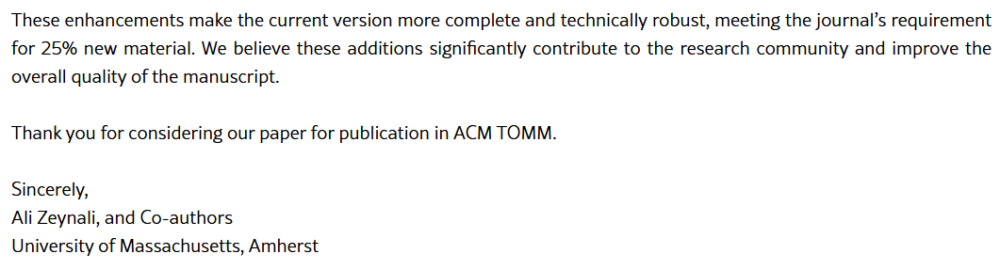 These enhancements make the current version more complete and technically robust, meeting the journal’s requirement
for 25% new material. We believe these additions significantly contribute to the research community and improve the
overall quality of the manuscript.
Thank you for considering our paper for publication in ACM TOMM.
Sincerely,
Ali Zeynali, and Co-authors
University of Massachusetts, Amherst